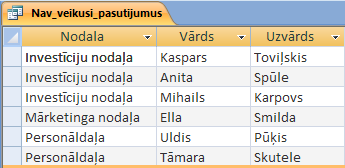 Nav_veikusi_pasutijumus
Nodaļa Vārds Uzvārds
Investīciju nodaļa Kaspars Toviļskis
Investīciju nodaļa Anita Spūle
Investīciju nodaļa Mihails Karpovs
Mārketinga nodaļa Ella Smilda
Personāldaļa Uldis Pūķis
Personāldaļa Tāmara Skutele